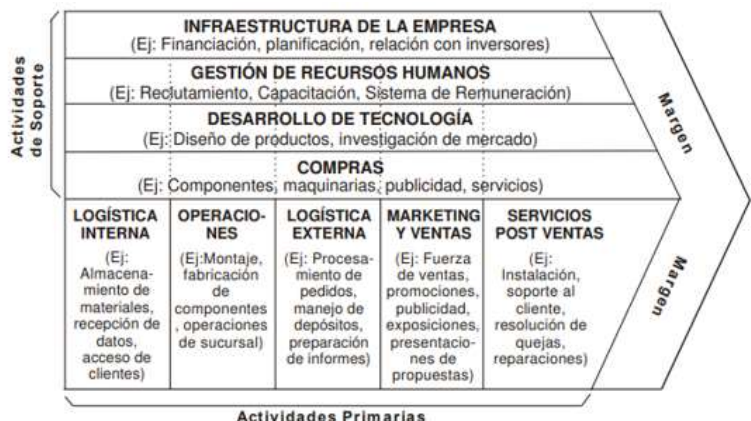 INFRAESTRUCTURA DE LA EMPRESA
(Ej: Financiación, planificación, relación con inversores)
GESTIÓN DE RECURSOS HUMANOS
(Ej: Reclutamiento, Capacitación, Sistema de Remuneración)
DESARROLLO DE TECNOLOGÍA
(Ej: Diseño de productos, investigación de mercado)
COMPRAS
(Ej: Componentes, maquinarias, publicidad, servicios)
Actividades
de Soporte
Margen
LOGÍSTICA
INTERNA
(Ej:
Almacena-
miento de
materiales,
recepción de
datos,
acceso de
clientes)
OPERACIO-
NES
(Ej:Montaje,
fabricación
de
componentes
, operaciones
de sucursal)
LOGÍSTICA
EXTERNA
(Ej: Procesa-
miento de
pedidos,
manejo de
depósitos,
preparación
de informes)
MARKETING
Y VENTAS
(Ej: Fuerza
de ventas,
promociones,
publicidad,
exposiciones,
presentacio-
nes de
propuestas)
SERVICIOS
POST VENTAS
(Ej:
Instalación,
soporte al
cliente,
resolución de
quejas,
reparaciones)
Margen
Actividades Primarias